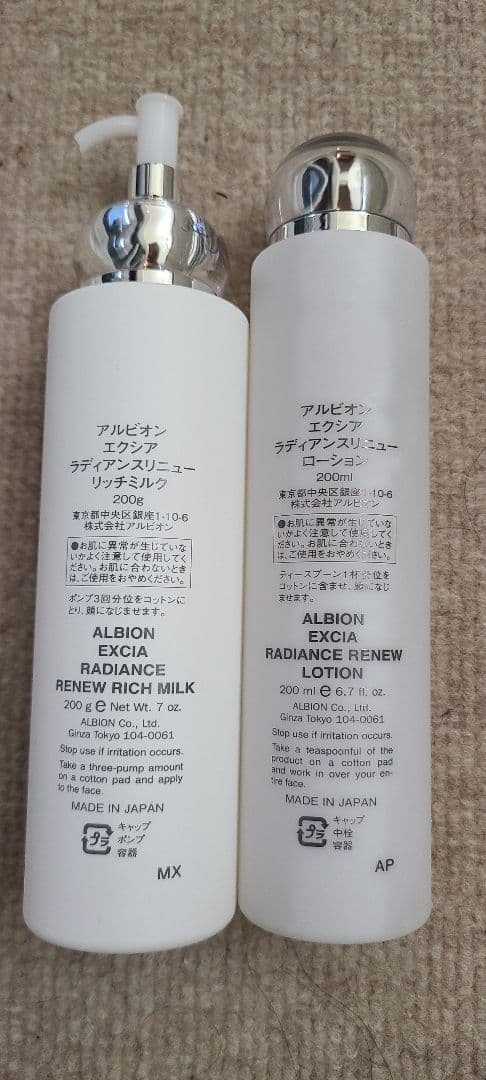 アルビオン
エクシア
ラディアンスリニュー
リッチミルク
200g
東京都中央区銀座1-10-6
株式会社アルビオン
●お肌に異常が生じていな
いかよく注意して使用してく
ださい。お肌に合わないとき
は、ご使用をおやめください。
ポンプ3回分位をコットンに
とり、顔になじませます。
ALBION
EXCIA
RADIANCE
RENEW RICH MILK
200 g ℮ Net Wt. 7 oz.
ALBION Co., Ltd.
Ginza Tokyo 104-0061
Stop use if irritation occurs.
Take a three-pump amount
on a cotton pad and apply
to the face.
MADE IN JAPAN
プラ
キャップ
ポンプ
容器
MX
アルビオン
エクシア
ラディアンスリニュー
ローション
200ml
東京都中央区銀座1-10-6
株式会社アルビオン
●お肌に異常が生じていな
いかよく注意して使用してく
ださい。お肌に合わないとき
は、ご使用をおやめください。
ティースプーン1杯分位を
コットンに含ませ、顔になじ
ませます。
ALBION
EXCIA
RADIANCE RENEW
LOTION
200 ml ℮ 6.7 fl. oz.
ALBION Co., Ltd.
Ginza Tokyo 104-0061
Stop use if irritation occurs.
Take a teaspoonful of the
product on a cotton pad
and work in over your en-
tire face.
MADE IN JAPAN
プラ
キャップ
中栓
容器
AP